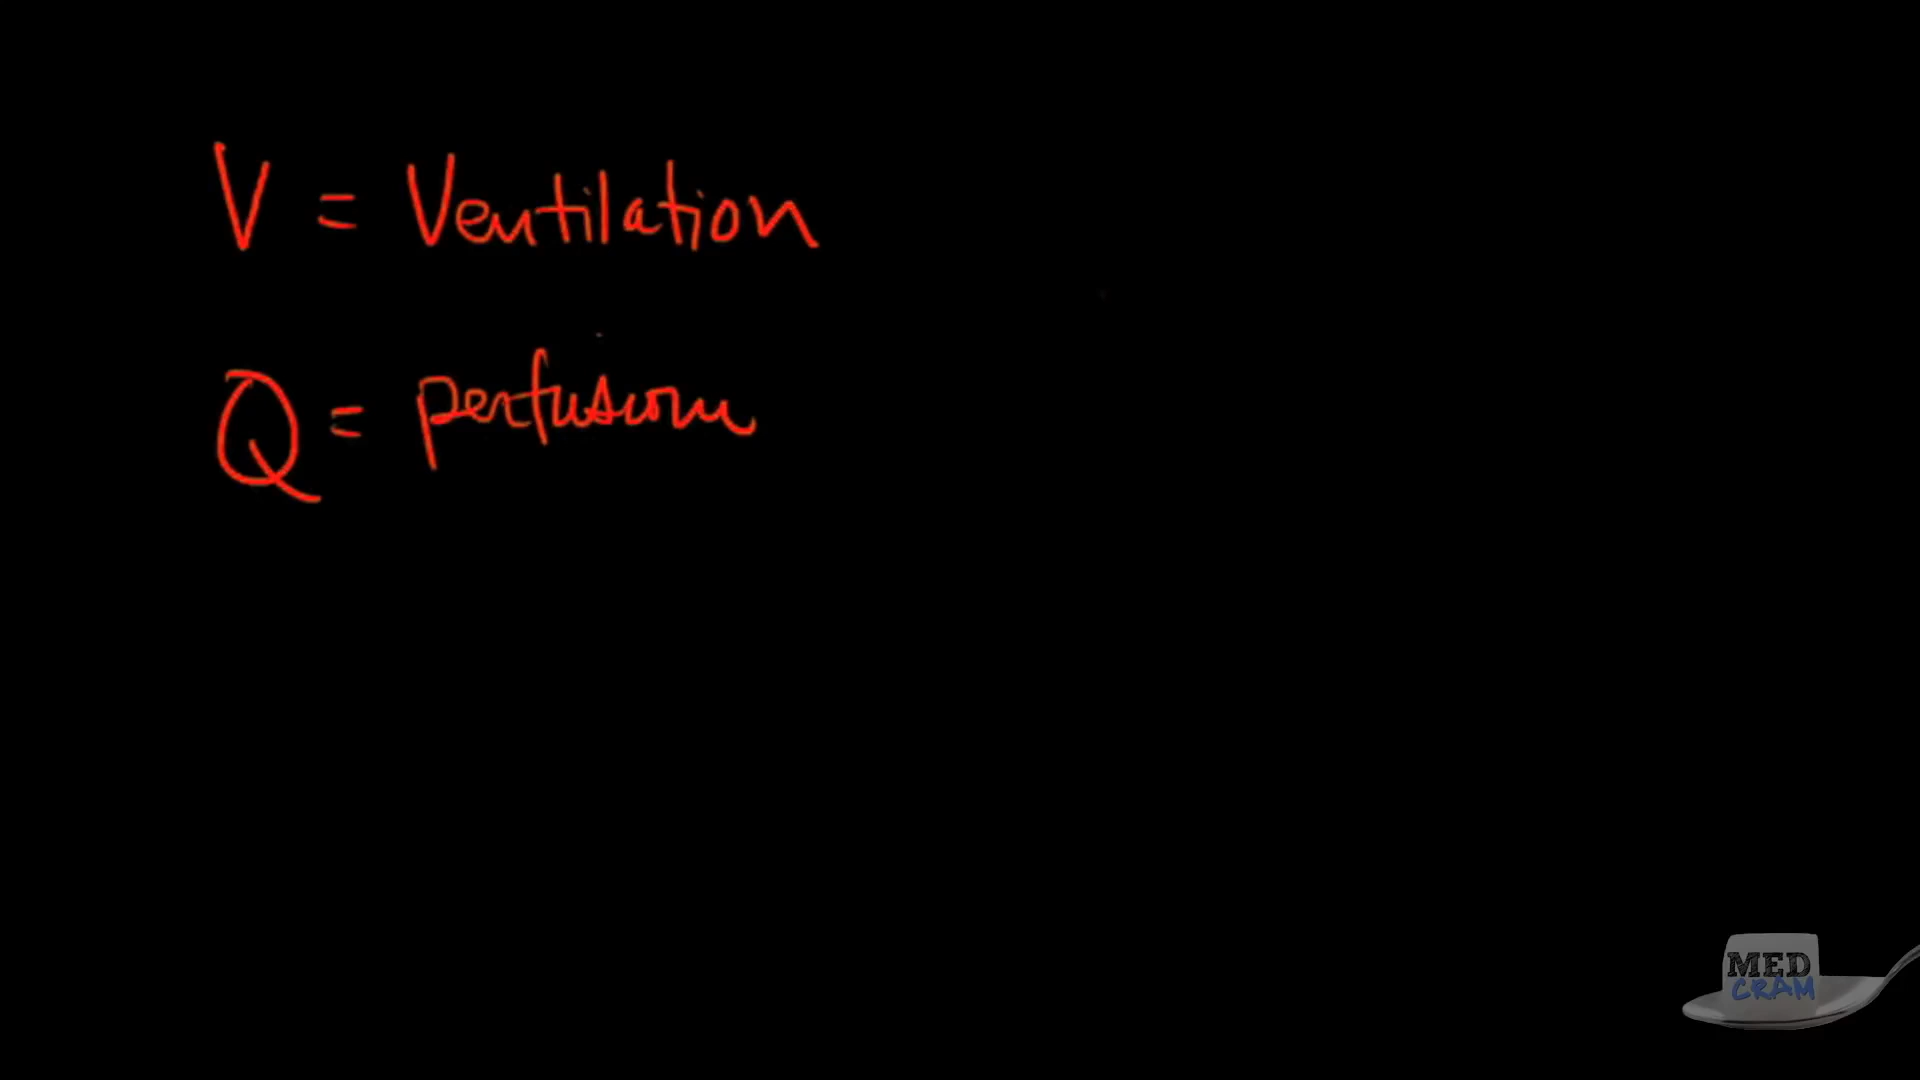 V = Ventilation
Q = perfusion
MED
CRAM